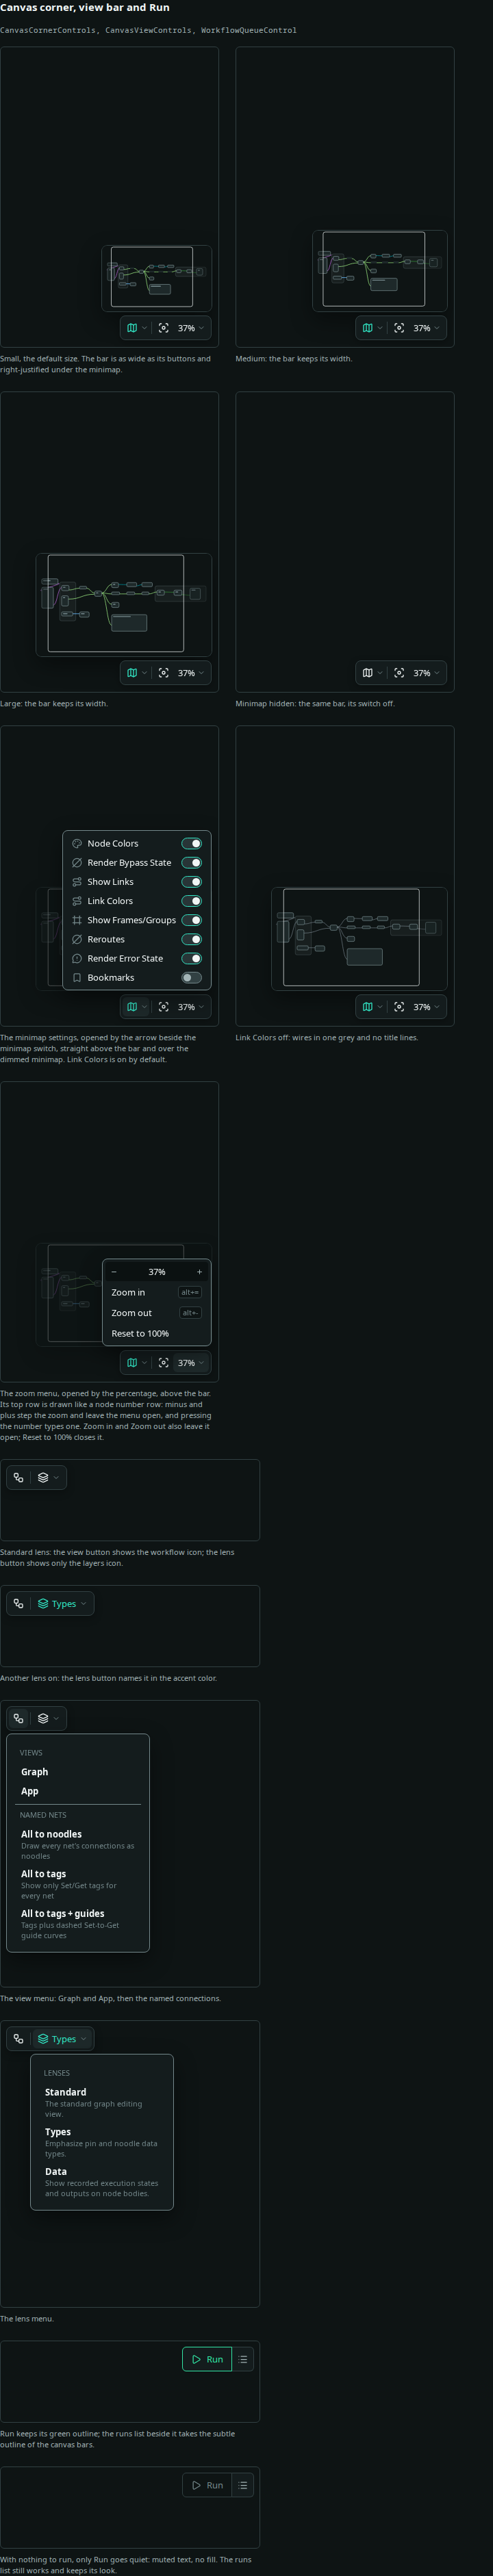 Canvas corner, view bar and Run
CanvasCornerControls, CanvasViewControls, WorkflowQueueControl
37%
37%
Small, the default size. The bar is as wide as its buttons and
right-justified under the minimap.
Medium: the bar keeps its width.
37%
37%
Large: the bar keeps its width.
Minimap hidden: the same bar, its switch off.
Node Colors
Render Bypass State
Show Links
Link Colors
Show Frames/Groups
Reroutes
Render Error State
Bookmarks
37%
37%
The minimap settings, opened by the arrow beside the
minimap switch, straight above the bar and over the
dimmed minimap. Link Colors is on by default.
Link Colors off: wires in one grey and no title lines.
− 37% +
Zoom in alt+=
Zoom out alt+-
Reset to 100%
37%
The zoom menu, opened by the percentage, above the bar.
Its top row is drawn like a node number row: minus and
plus step the zoom and leave the menu open, and pressing
the number types one. Zoom in and Zoom out also leave it
open; Reset to 100% closes it.
Standard lens: the view button shows the workflow icon; the lens
button shows only the layers icon.
Types
Another lens on: the lens button names it in the accent color.
VIEWS
Graph
App
NAMED NETS
All to noodles
Draw every net's connections as
noodles
All to tags
Show only Set/Get tags for
every net
All to tags + guides
Tags plus dashed Set-to-Get
guide curves
The view menu: Graph and App, then the named connections.
Types
LENSES
Standard
The standard graph editing
view.
Types
Emphasize pin and noodle data
types.
Data
Show recorded execution states
and outputs on node bodies.
The lens menu.
Run
Run keeps its green outline; the runs list beside it takes the subtle
outline of the canvas bars.
Run
With nothing to run, only Run goes quiet: muted text, no fill. The runs
list still works and keeps its look.